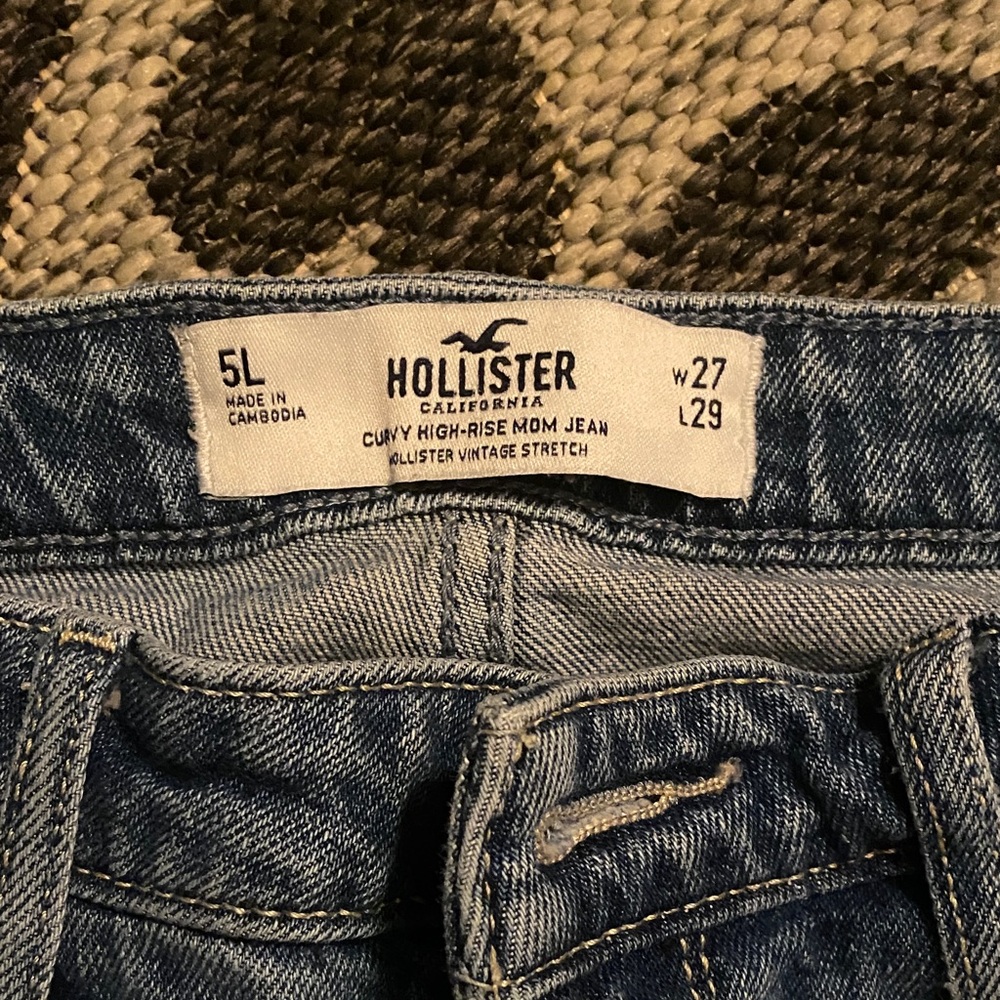 5L
MADE IN
CAMBODIA
HOLLISTER
CALIFORNIA
CURVY HIGH-RISE MOM JEAN
HOLLISTER VINTAGE STRETCH
W27
L29